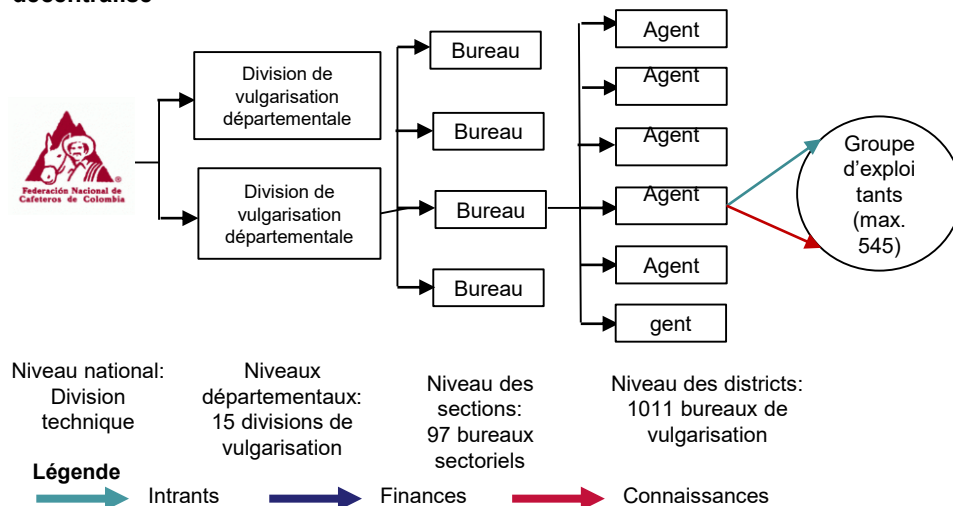 décentralisé
Division de
vulgarisation
départementale
Division de
vulgarisation
départementale
Federación Nacional de
Cafeteros de Colombia
®
Bureau
Bureau
Bureau
Bureau
Agent
Agent
Agent
Agent
Agent
gent
Groupe
d'exploi
tants
(max.
545)
Niveau national:
Division
technique
Niveaux
départementaux:
15 divisions de
vulgarisation
Niveau des
sections:
97 bureaux
sectoriels
Niveau des districts:
1011 bureaux de
vulgarisation
Légende
Intrants
Finances
Connaissances